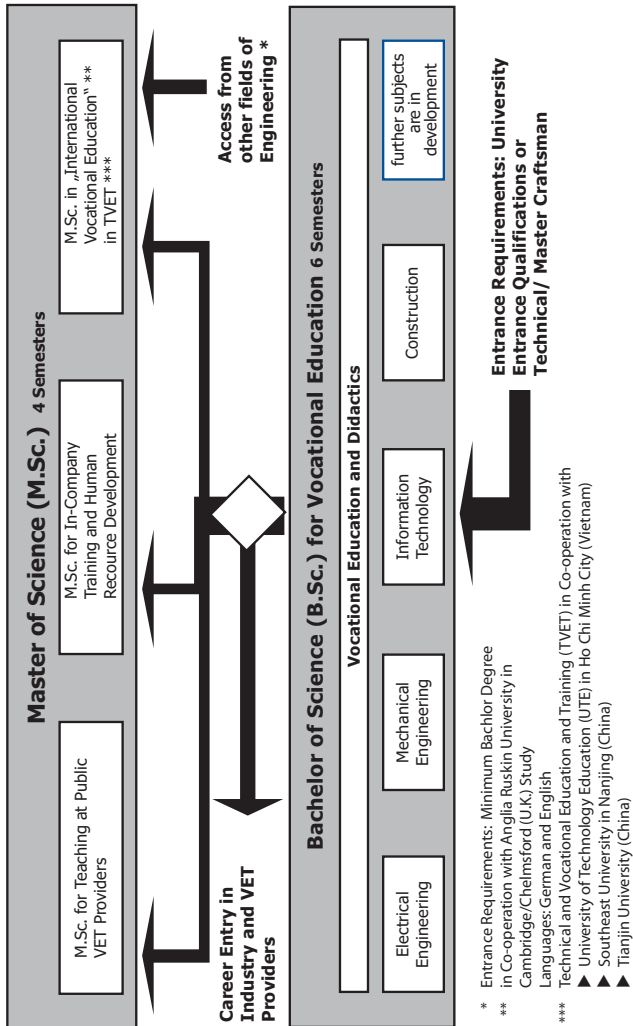 Master of Science (M.Sc.) 4 Semesters
M.Sc. for Teaching at Public
VET Providers
M.Sc. for In-Company
Training and Human
Recource Development
M.Sc. in „International
Vocational Education“ **
in TVET ***
Career Entry in
Industry and VET
Providers
Access from
other fields of
Engineering *
Bachelor of Science (B.Sc.) for Vocational Education 6 Semesters
Vocational Education and Didactics
Electrical
Engineering
Mechanical
Engineering
Information
Technology
Construction
further subjects
are in
development
Entrance Requirements: University
Entrance Qualifications or
Technical/ Master Craftsman
* Entrance Requirements: Minimum Bachlor Degree
** in Co-operation with Anglia Ruskin University in
Cambridge/Chelmsford (U.K.) Study
Languages: German and English
*** Technical and Vocational Education and Training (TVET) in Co-operation with
▶ University of Technology Education (UTE) in Ho Chi Minh City (Vietnam)
▶ Southeast University in Nanjing (China)
▶ Tianjin University (China)